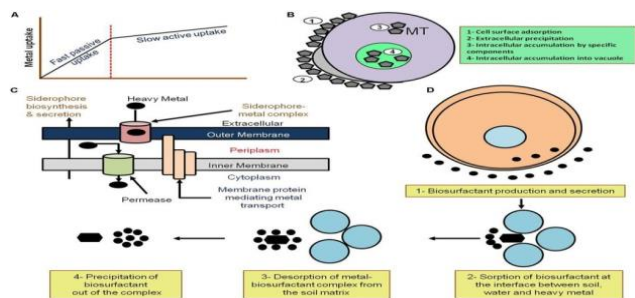 A
Metal uptake
Fast passive uptake
Slow active uptake
B
1
2
3
4
MT
1- Cell surface adsorption
2- Extracellular precipitation
3- Intracellular accumulation by specific
components
4- Intracellular accumulation into vacuole
C
Siderophore
biosynthesis
& secretion
Heavy Metal
Siderophore-
metal complex
Extracellular
Outer Membrane
Periplasm
Inner Membrane
Cytoplasm
Permease
Membrane protein
mediating metal
transport
D
1- Biosurfactant production and secretion
2- Sorption of biosurfactant at
the interface between soil,
water and heavy metal
3- Desorption of metal-
biosurfactant complex from
the soil matrix
4- Precipitation of
biosurfactant
out of the complex